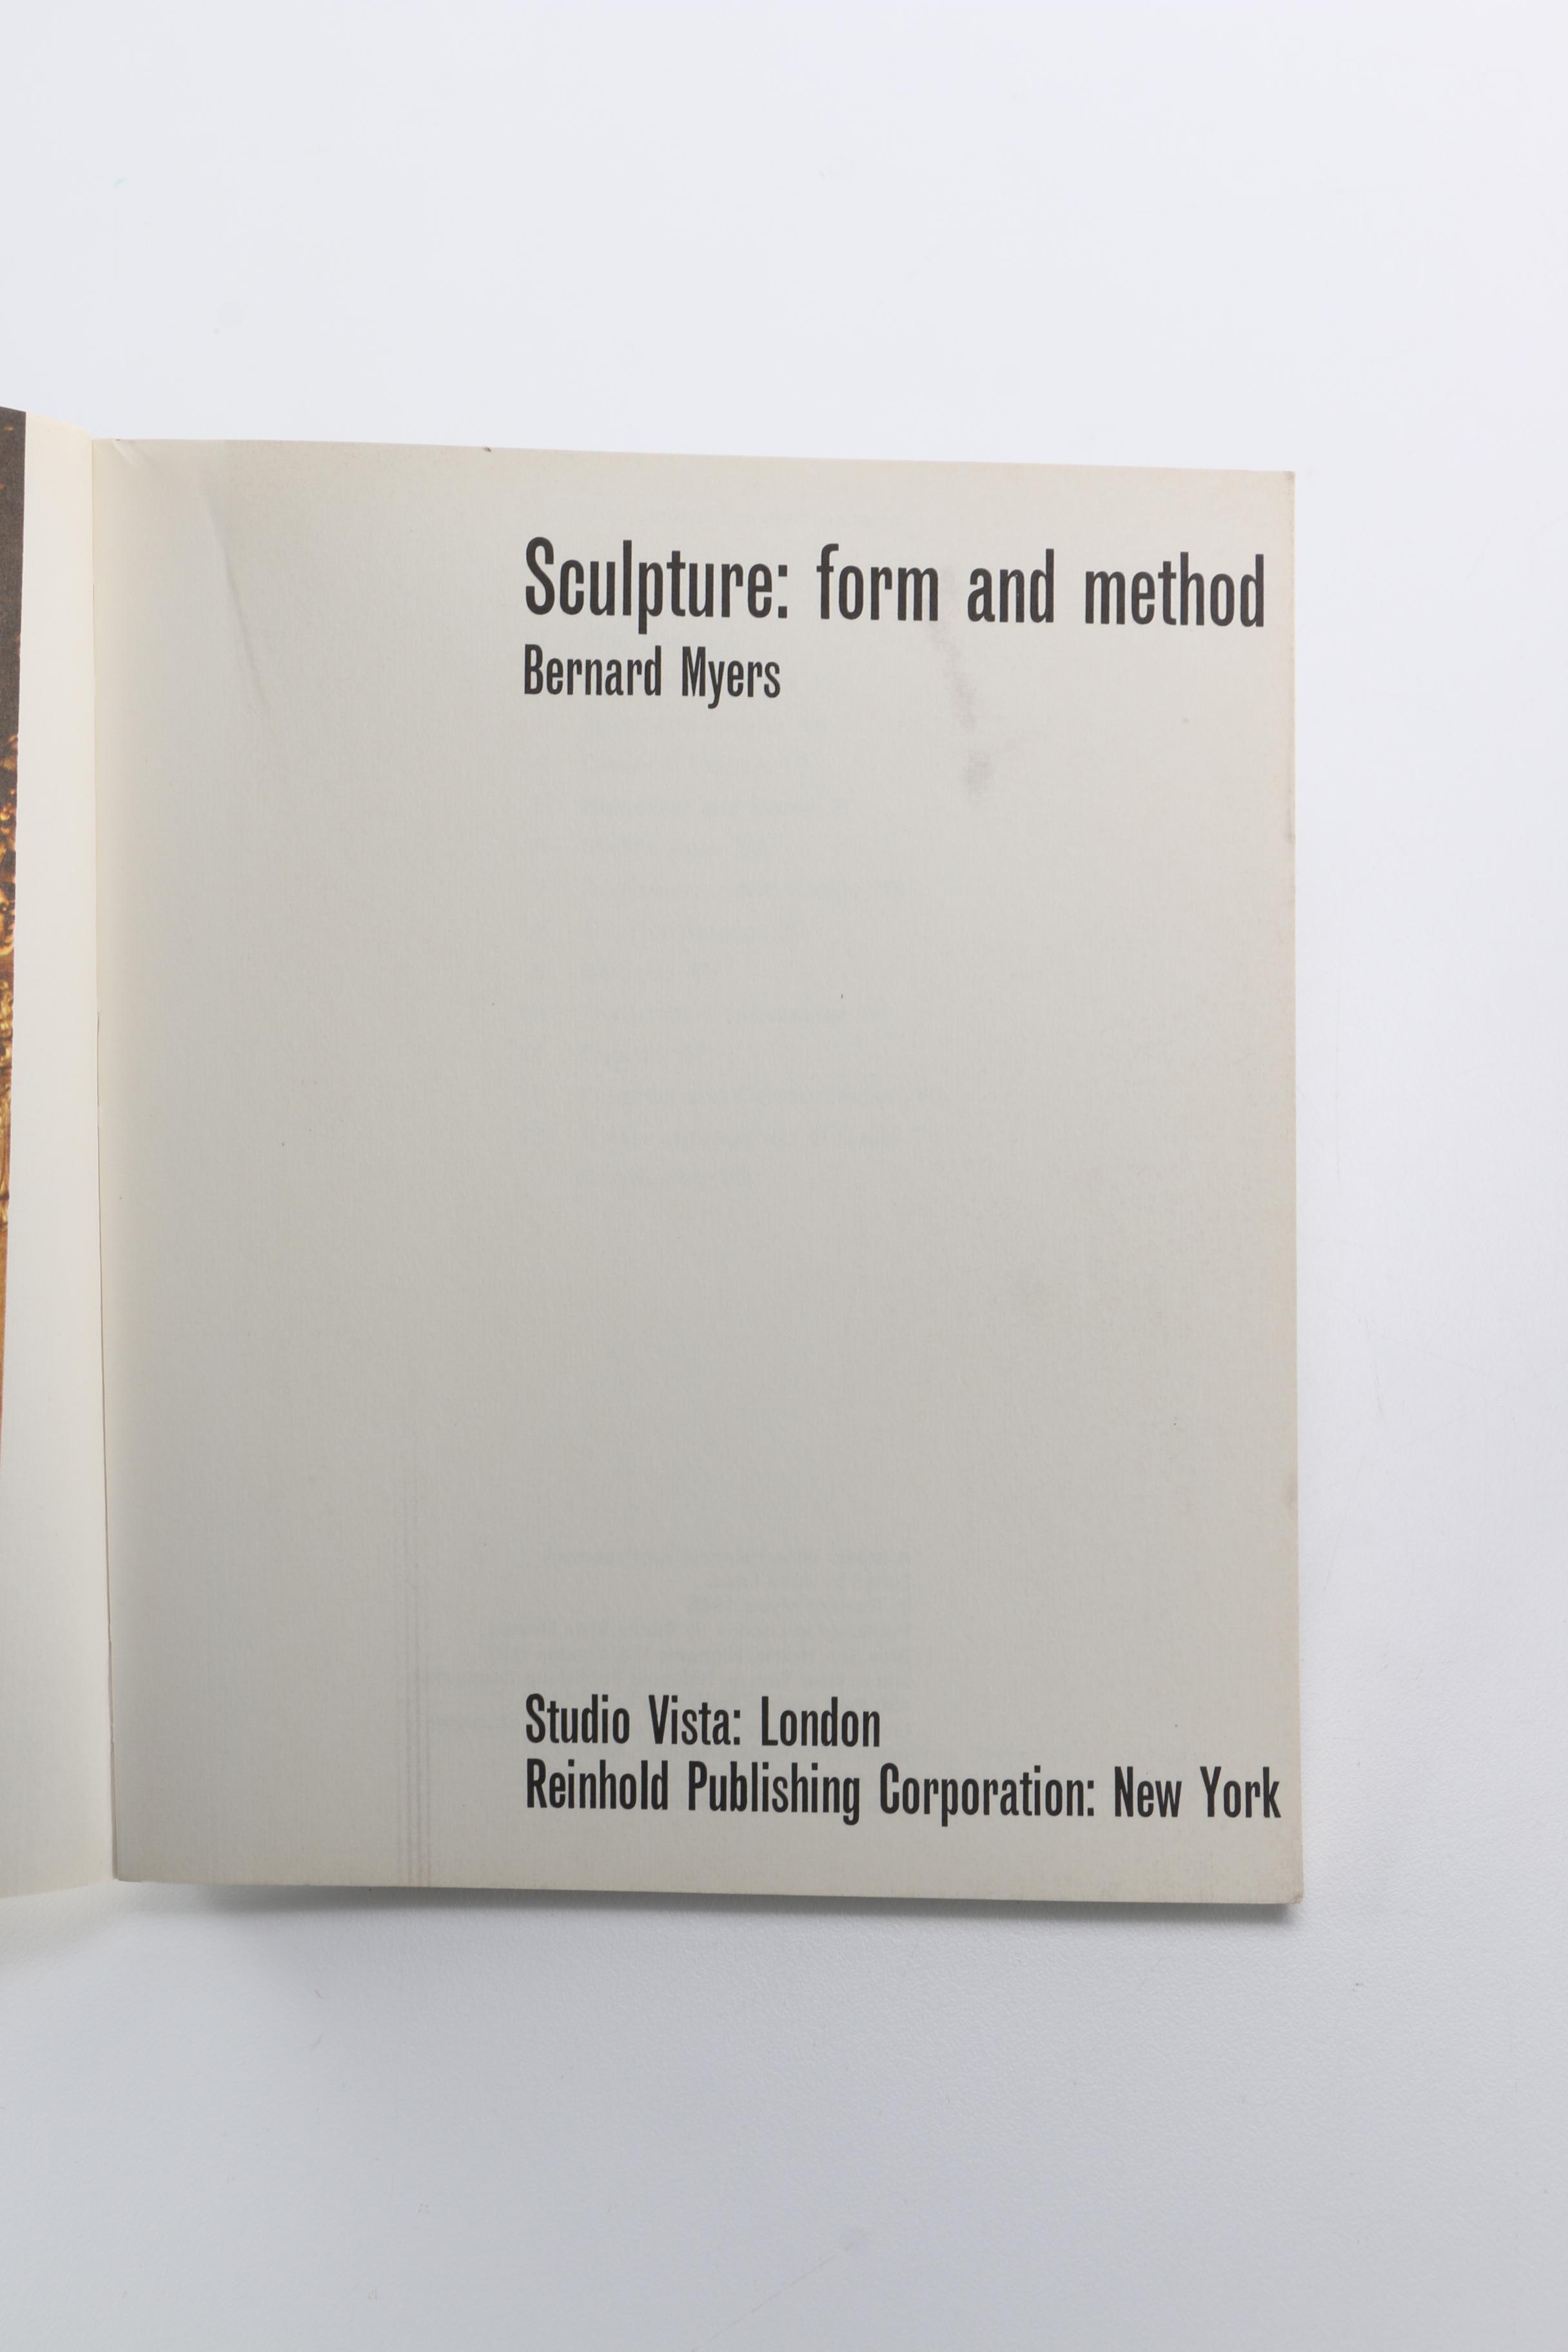 Sculpture: form and method
Bernard Myers
Studio Vista: London
Reinhold Publishing Corporation: New York